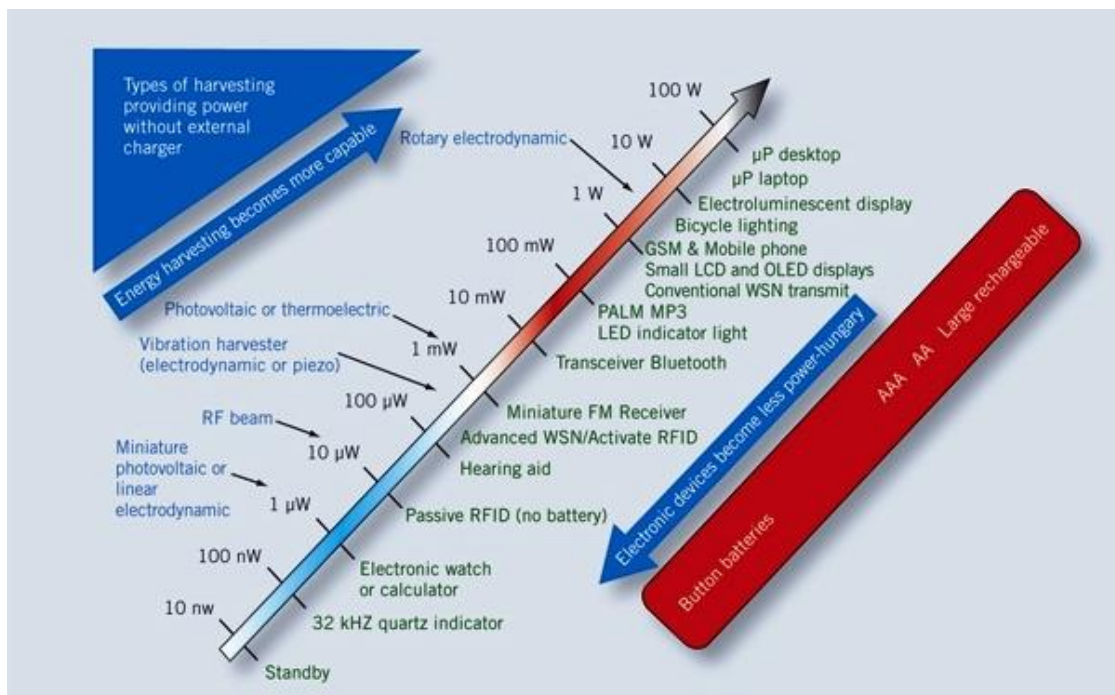 Types of harvesting
providing power
without external
charger
Energy harvesting becomes more capable
100 W
Rotary electrodynamic
10 W
1 W
100 mW
10 mW
Photovoltaic or thermoelectric
1 mW
Vibration harvester
(electrodynamic or piezo)
100 µW
RF beam
10 µW
Miniature
photovoltaic or
linear
electrodynamic
1 µW
100 nW
10 nw
µP desktop
µP laptop
Electroluminescent display
Bicycle lighting
GSM & Mobile phone
Small LCD and OLED displays
Conventional WSN transmit
PALM MP3
LED indicator light
Transceiver Bluetooth
Miniature FM Receiver
Advanced WSN/Activate RFID
Hearing aid
Passive RFID (no battery)
Electronic watch
or calculator
32 kHZ quartz indicator
Standby
Electronic devices become less power-hungary
Button batteries AAA AA Large rechargeable